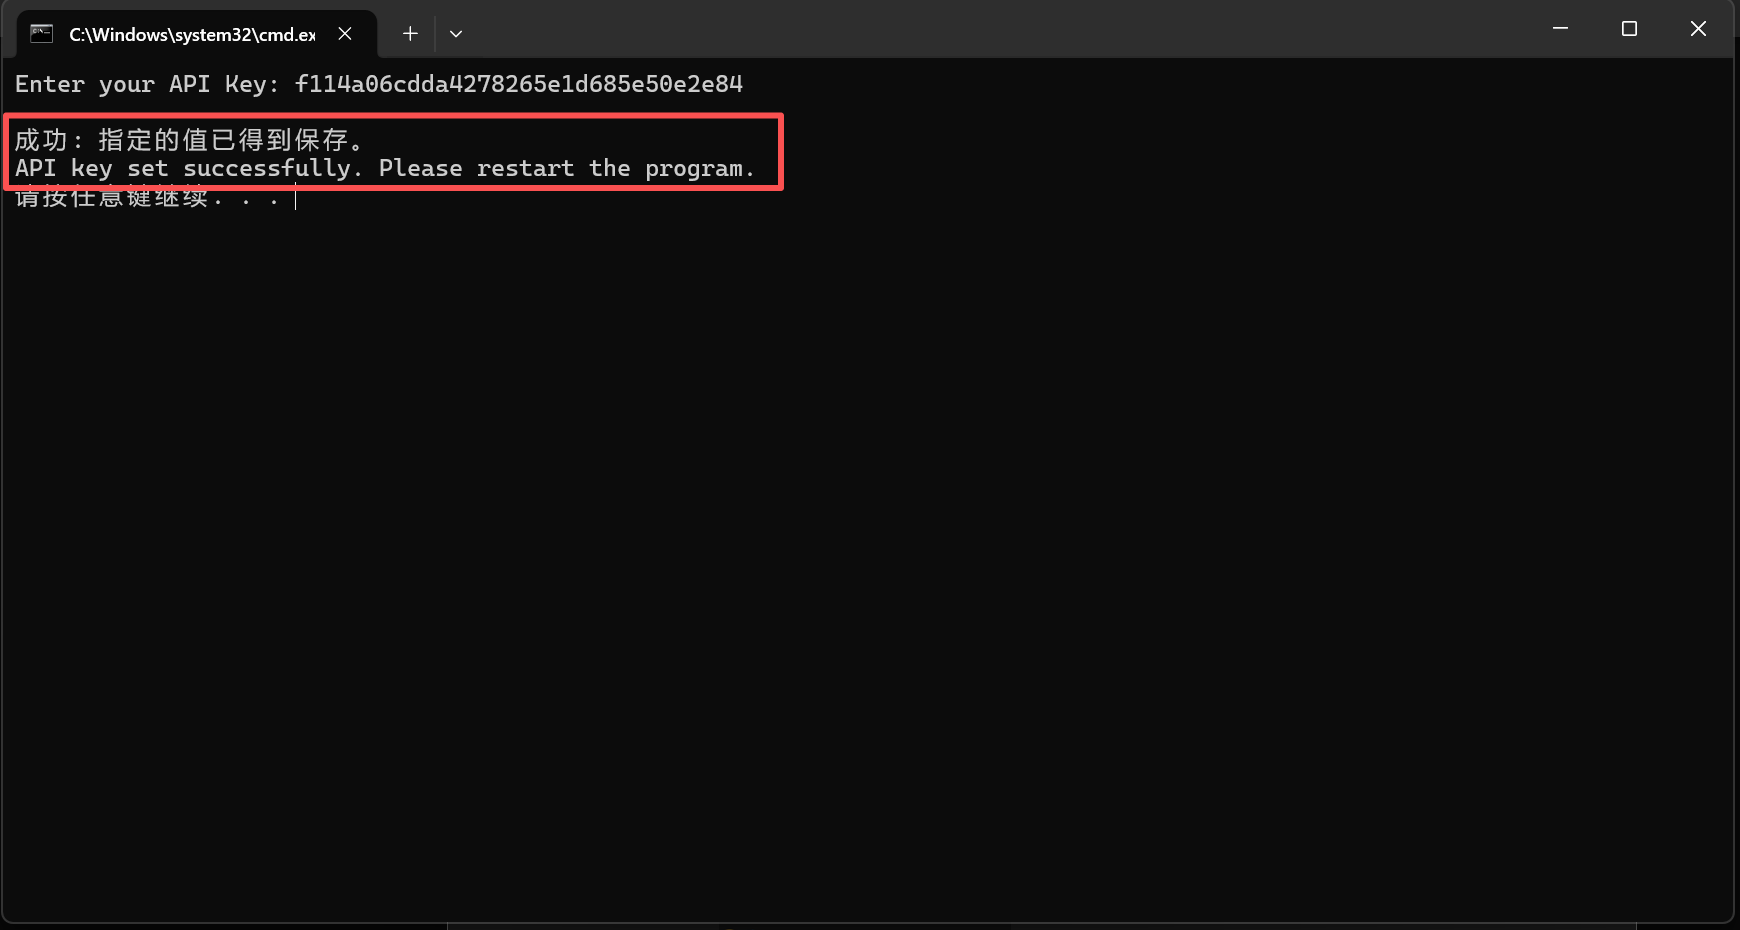 C:\Windows\system32\cmd.ex
Enter your API Key: f114a06cdda4278265e1d685e50e2e84
成功: 指定的值已得到保存。
API key set successfully. Please restart the program.
请按任意键继续. . .